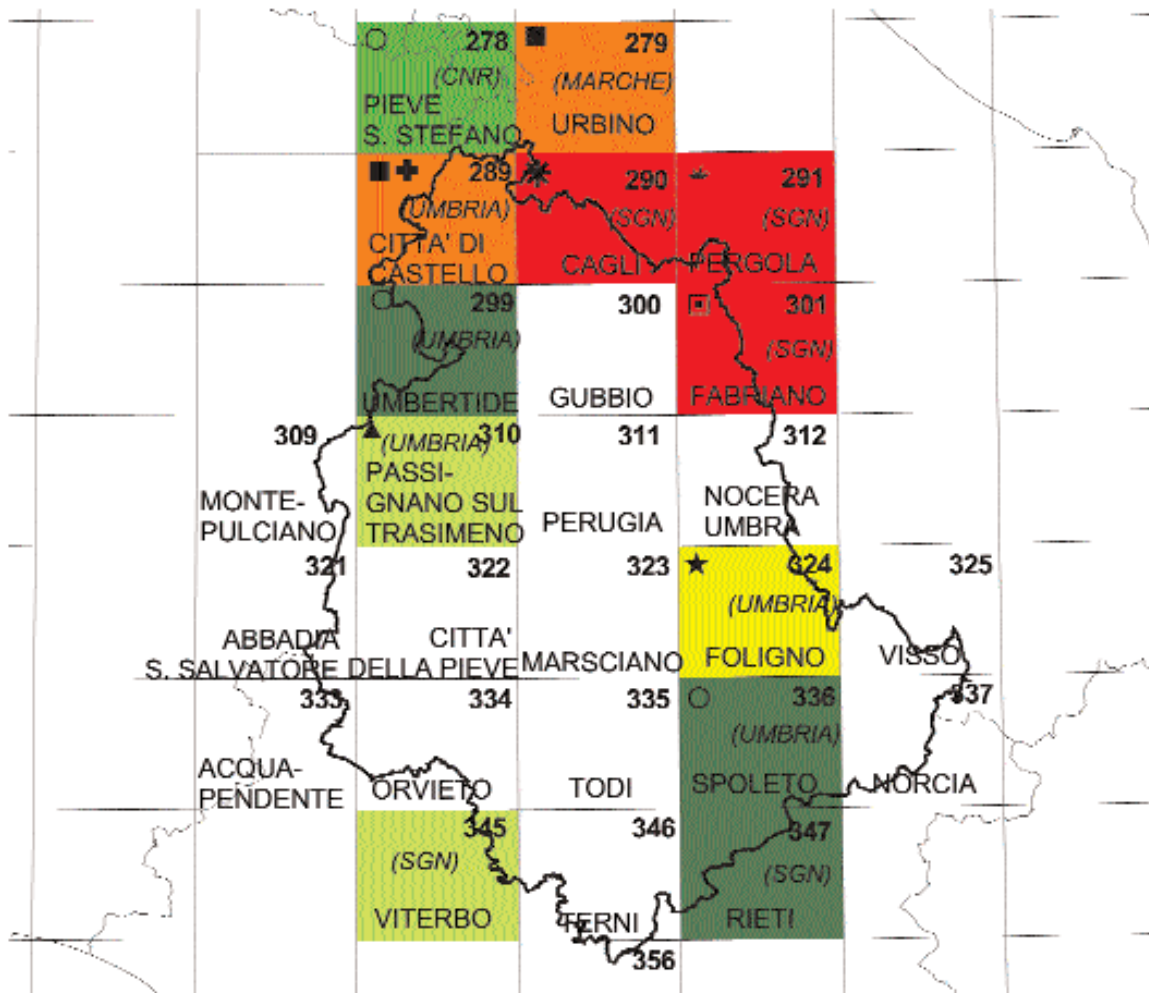 278
(CNR)
PIEVE
S. STEFANO
279
(MARCHE)
URBINO
289
(UMBRIA)
CITTA' DI
CASTELLO
290
(SGN)
CAGLI
291
(SGN)
PERGOLA
299
(UMBRIA)
UMBERTIDE
300
GUBBIO
301
(SGN)
FABRIANO
309
MONTE-
PULCIANO
310
(UMBRIA)
PASSI-
GNANO SUL
TRASIMENO
311
PERUGIA
312
NOCERA
UMBRA
321
ABBADIA
S. SALVATORE
322
CITTA'
DELLA PIEVE
323
MARSCIANO
324
(UMBRIA)
FOLIGNO
325
VISSO
333
ACQUA-
PENDENTE
334
ORVIETO
335
TODI
336
(UMBRIA)
SPOLETO
337
NORCIA
345
(SGN)
VITERBO
346
TERNI
347
(SGN)
RIETI
356